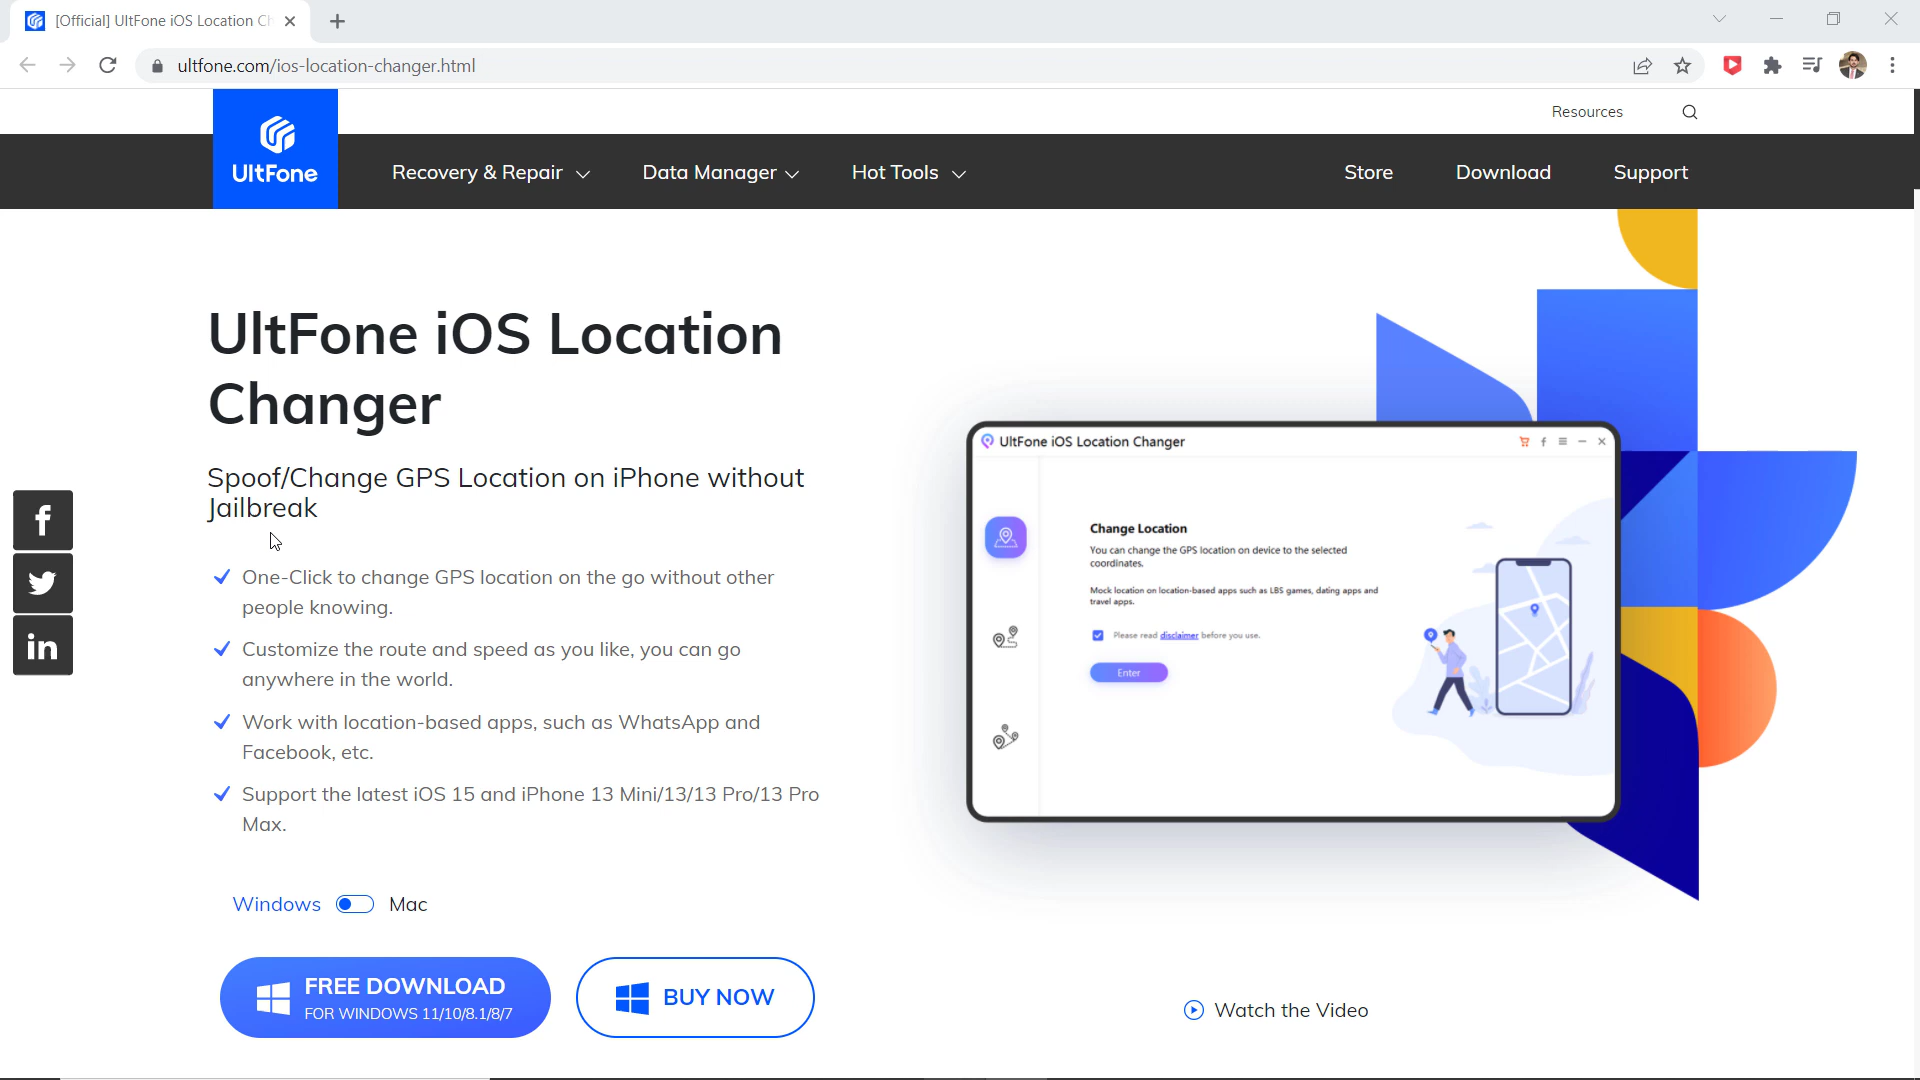 [Official] UltFone iOS Location Ch
ultfone.com/ios-location-changer.html
Resources
UltFone
Recovery & Repair
Data Manager
Hot Tools
Store
Download
Support
UltFone iOS Location
Changer
Spoof/Change GPS Location on iPhone without
Jailbreak
One-Click to change GPS location on the go without other
people knowing.
Customize the route and speed as you like, you can go
anywhere in the world.
Work with location-based apps, such as WhatsApp and
Facebook, etc.
Support the latest iOS 15 and iPhone 13 Mini/13/13 Pro/13 Pro
Max.
Windows
Mac
FREE DOWNLOAD
FOR WINDOWS 11/10/8.1/8/7
BUY NOW
UltFone iOS Location Changer
Change Location
You can change the GPS location on device to the selected
coordinates.
Mock location on location-based apps such as LBS games, dating apps and
travel apps.
Please read disclaimer before you use.
Enter
Watch the Video